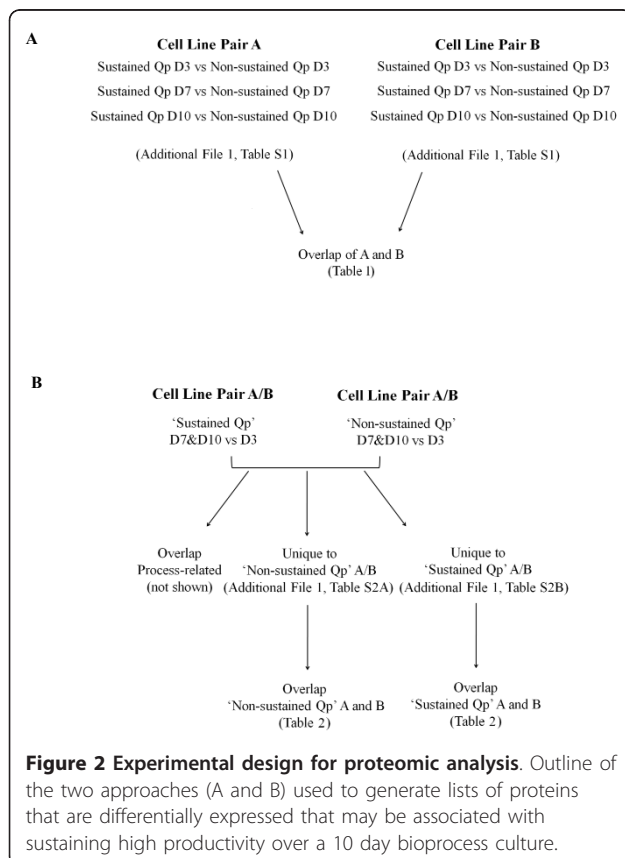 A
Cell Line Pair A
Cell Line Pair B
Sustained Qp D3 vs Non-sustained Qp D3
Sustained Qp D3 vs Non-sustained Qp D3
Sustained Qp D7 vs Non-sustained Qp D7
Sustained Qp D7 vs Non-sustained Qp D7
Sustained Qp D10 vs Non-sustained Qp D10
Sustained Qp D10 vs Non-sustained Qp D10
(Additional File 1, Table S1)
(Additional File 1, Table S1)
Overlap of A and B
(Table 1)
B
Cell Line Pair A/B
Cell Line Pair A/B
‘Sustained Qp’
D7&D10 vs D3
‘Non-sustained Qp’
D7&D10 vs D3
Overlap
Process-related
(not shown)
Unique to
‘Non-sustained Qp’ A/B
(Additional File 1, Table S2A)
Unique to
‘Sustained Qp’ A/B
(Additional File 1, Table S2B)
Overlap
‘Non-sustained Qp’ A and B
(Table 2)
Overlap
‘Sustained Qp’ A and B
(Table 2)
Figure 2 Experimental design for proteomic analysis. Outline of
the two approaches (A and B) used to generate lists of proteins
that are differentially expressed that may be associated with
sustaining high productivity over a 10 day bioprocess culture.